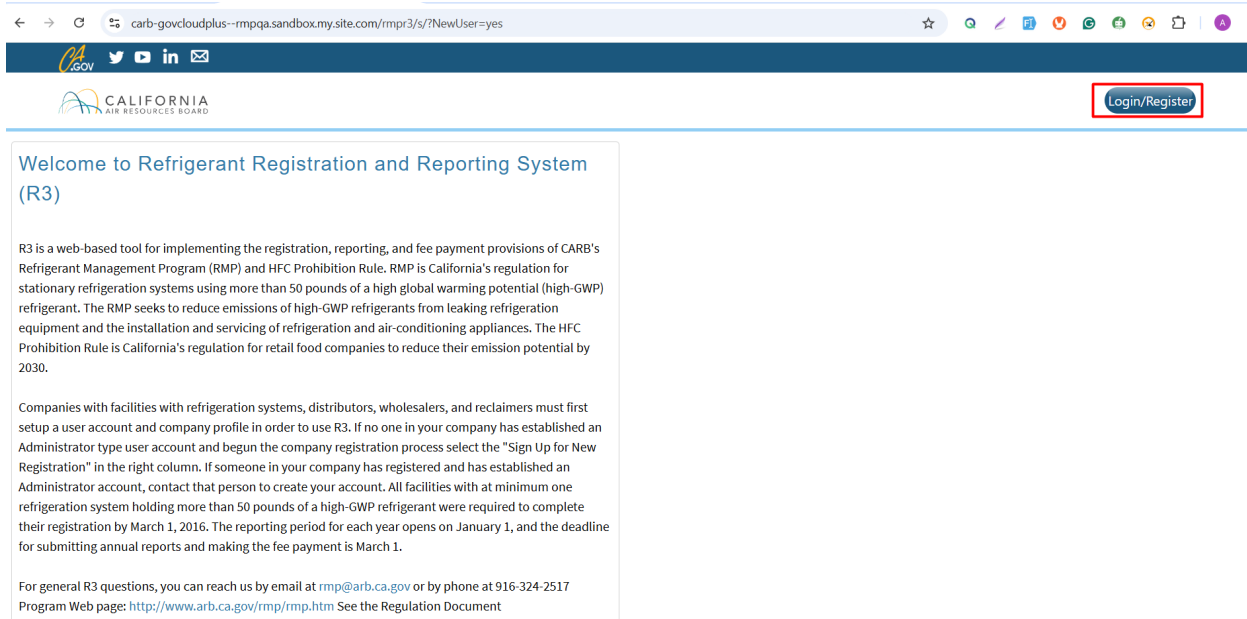 carb-govcloudplus--rmpqa.sandbox.my.site.com/rmpr3/s/?NewUser=yes
A
CA
.GOV
CALIFORNIA
AIR RESOURCES BOARD
Login/Register
Welcome to Refrigerant Registration and Reporting System
(R3)
R3 is a web-based tool for implementing the registration, reporting, and fee payment provisions of CARB's
Refrigerant Management Program (RMP) and HFC Prohibition Rule. RMP is California's regulation for
stationary refrigeration systems using more than 50 pounds of a high global warming potential (high-GWP)
refrigerant. The RMP seeks to reduce emissions of high-GWP refrigerants from leaking refrigeration
equipment and the installation and servicing of refrigeration and air-conditioning appliances. The HFC
Prohibition Rule is California's regulation for retail food companies to reduce their emission potential by
2030.
Companies with facilities with refrigeration systems, distributors, wholesalers, and reclaimers must first
setup a user account and company profile in order to use R3. If no one in your company has established an
Administrator type user account and begun the company registration process select the "Sign Up for New
Registration" in the right column. If someone in your company has registered and has established an
Administrator account, contact that person to create your account. All facilities with at minimum one
refrigeration system holding more than 50 pounds of a high-GWP refrigerant were required to complete
their registration by March 1, 2016. The reporting period for each year opens on January 1, and the deadline
for submitting annual reports and making the fee payment is March 1.
For general R3 questions, you can reach us by email at rmp@arb.ca.gov or by phone at 916-324-2517
Program Web page: http://www.arb.ca.gov/rmp/rmp.htm See the Regulation Document